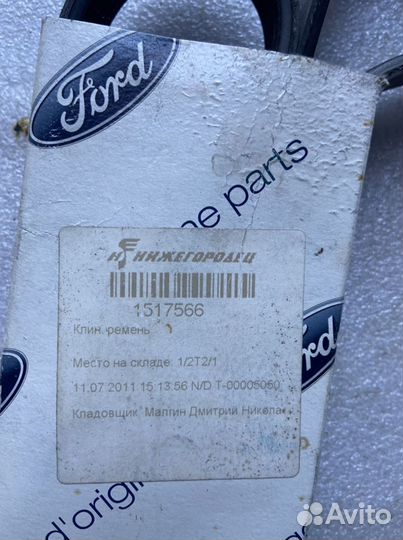 Ford
ne parts
НИЖЕГОРОДЕЦ
1517566
Клин. ремень
Место на складе: 1/2T2/1
11.07 2011 15:13:56 N/D T-00005050
Кладовщик Малгин Дмитрий Никола
Ford
d'origi
Avito